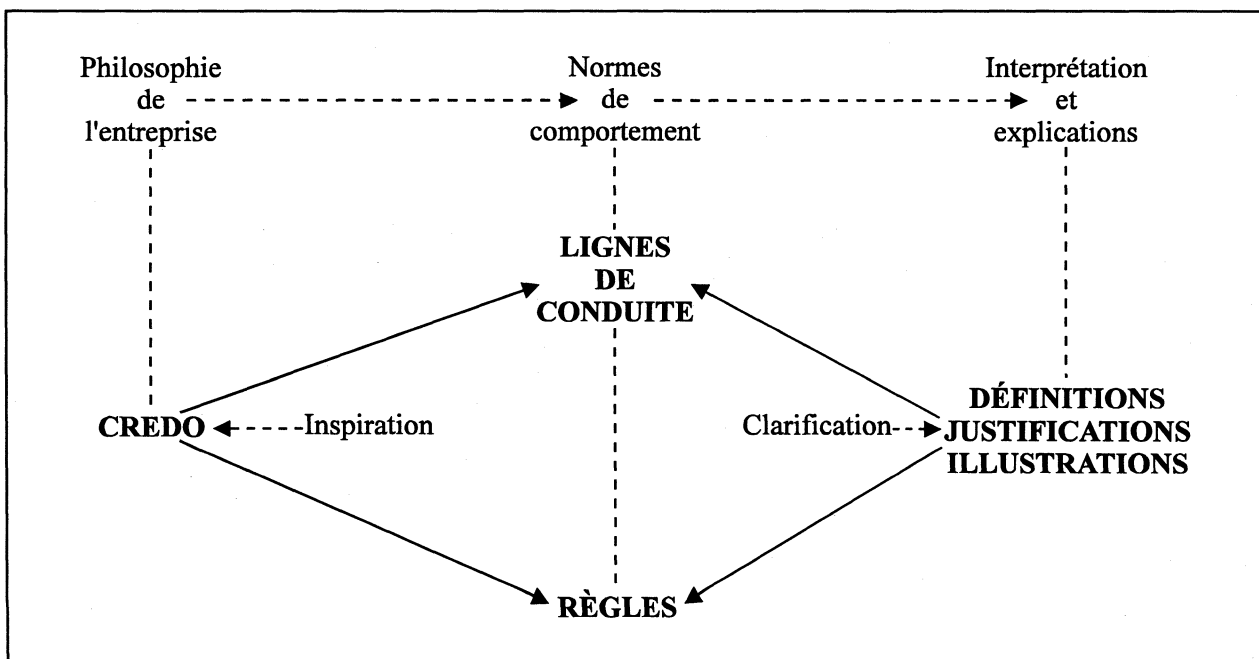 Philosophie
de
l'entreprise
Normes
de
comportement
Interprétation
et
explications
LIGNES
DE
CONDUITE
CREDO
Inspiration
Clarification
DÉFINITIONS
JUSTIFICATIONS
ILLUSTRATIONS
RÈGLES